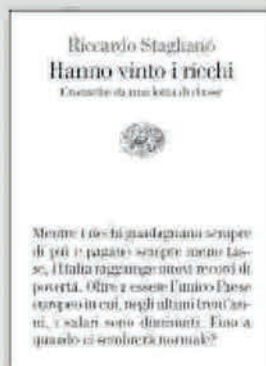 Riccardo Staglianò
Hanno vinto i ricchi
Cronache da una lotta di classe
Mentre i ricchi guadagnano sempre
di più e pagano sempre meno tas-
se, l'Italia raggiunge nuovi record di
povertà. Oltre a essere l'unico Paese
europeo in cui, negli ultimi trent'an-
ni, i salari sono diminuiti. Fino a
quando ci sembrerà normale?